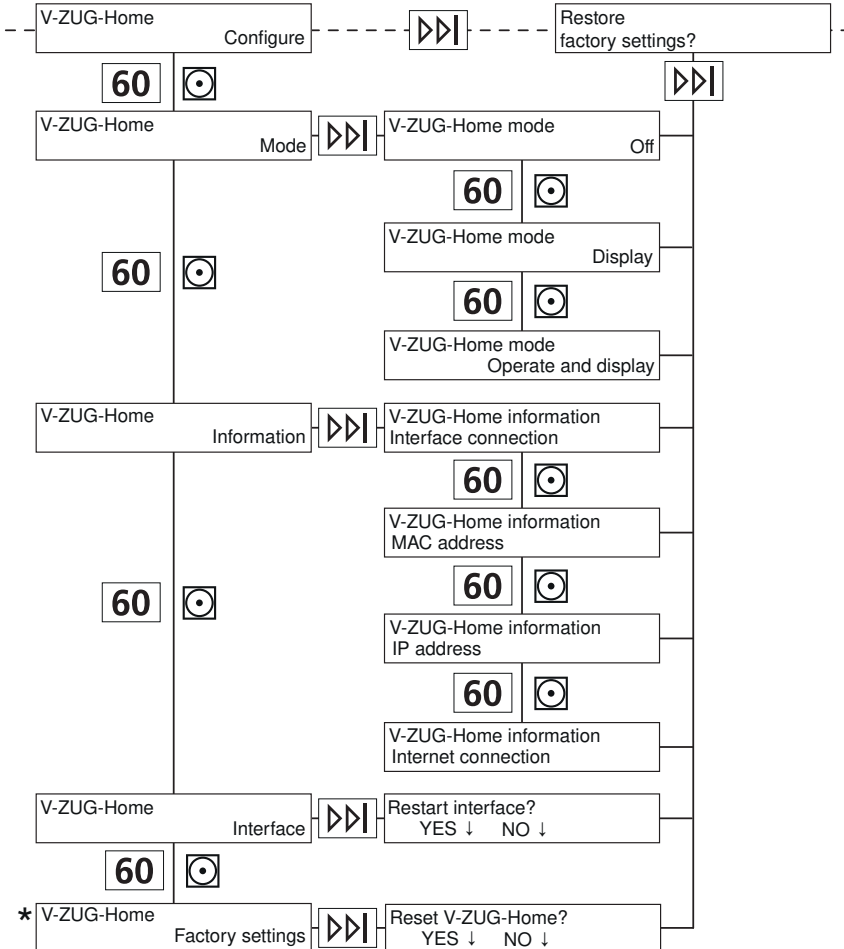 V-ZUG-Home
Configure
Restore
factory settings?
60
V-ZUG-Home
Mode
V-ZUG-Home mode
Off
60
V-ZUG-Home mode
Display
60
60
V-ZUG-Home mode
Operate and display
V-ZUG-Home
Information
V-ZUG-Home information
Interface connection
60
V-ZUG-Home information
MAC address
60
60
V-ZUG-Home information
IP address
60
V-ZUG-Home information
Internet connection
V-ZUG-Home
Interface
Restart interface?
YES ↓ NO ↓
60
* V-ZUG-Home
Factory settings
Reset V-ZUG-Home?
YES ↓ NO ↓